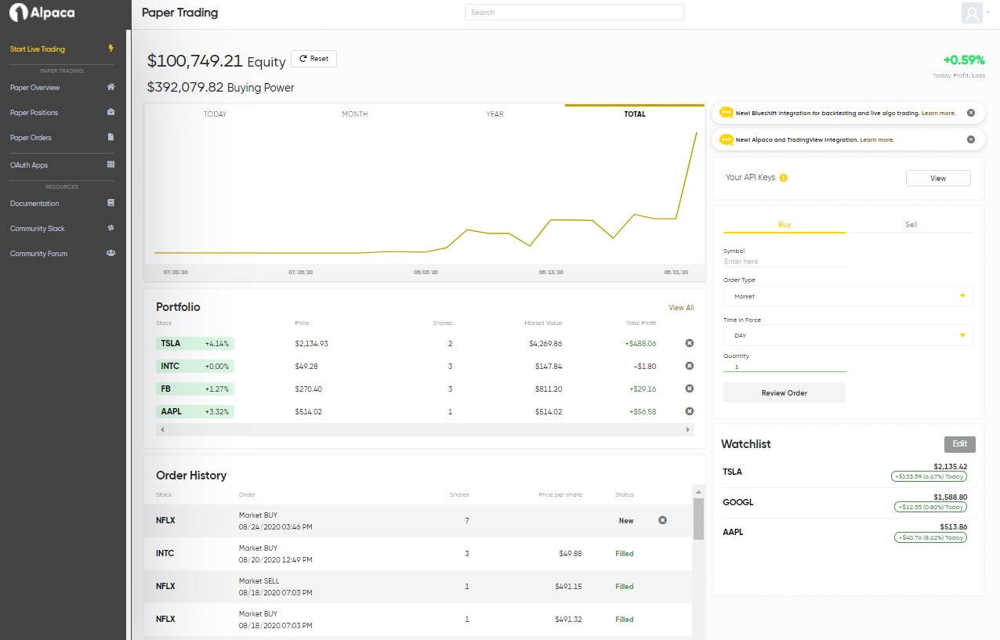 Alpaca
Paper Trading
Search
Start Live Trading
PAPER TRADING
Paper Overview
Paper Positions
Paper Orders
OAuth Apps
RESOURCES
Documentation
Community Slack
Community Forum
$100,749.21 Equity Reset
$392,079.82 Buying Power
+0.59%
Today Profit/Loss
TODAY MONTH YEAR TOTAL
07/20/20 07/28/20 08/05/20 08/13/20 08/21/20
New! Blueshift Integration for backtesting and live algo trading. Learn more.
New! Alpaca and TradingView Integration. Learn more.
Your API Keys View
Buy Sell
Symbol
Enter here
Order Type
Market
Time in Force
DAY
Quantity
1
Review Order
Portfolio View All
Stock Price Shares Market Value Total Profit
TSLA +4.14% $2,134.93 2 $4,269.86 +$488.06
INTC +0.00% $49.28 3 $147.84 -$1.80
FB +1.27% $270.40 3 $811.20 +$29.16
AAPL +3.32% $514.02 1 $514.02 +$56.58
Order History
Stock Order Shares Price per share Status
NFLX Market BUY 7 New
08/24/2020 03:46 PM
INTC Market BUY 3 $49.88 Filled
08/20/2020 12:49 PM
NFLX Market SELL 1 $491.15 Filled
08/18/2020 07:03 PM
NFLX Market BUY 1 $491.32 Filled
08/18/2020 07:03 PM
Watchlist Edit
TSLA $2,135.42
+$133.59 (6.67%) Today
GOOGL $1,588.80
+$12.55 (0.80%) Today
AAPL $513.86
+$40.76 (8.62%) Today